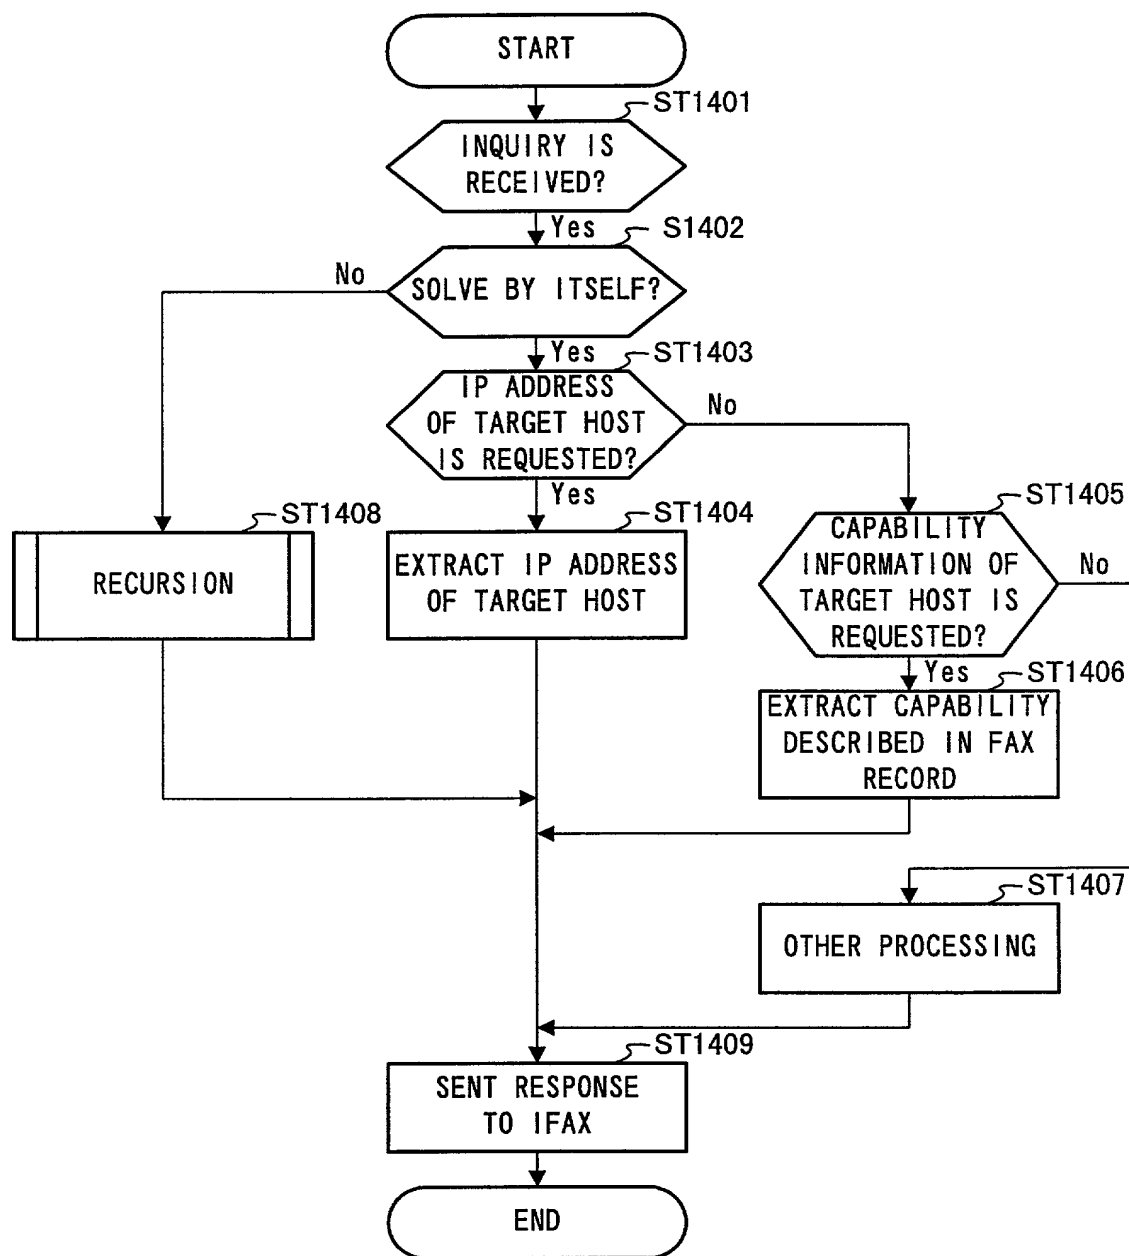 START
ST1401
INQUIRY IS
RECEIVED?
Yes
S1402
No
SOLVE BY ITSELF?
Yes
ST1403
IP ADDRESS
OF TARGET HOST
IS REQUESTED?
No
Yes
ST1404
EXTRACT IP ADDRESS
OF TARGET HOST
ST1408
RECURSION
ST1405
CAPABILITY
INFORMATION OF
TARGET HOST IS
REQUESTED?
No
Yes
ST1406
EXTRACT CAPABILITY
DESCRIBED IN FAX
RECORD
ST1407
OTHER PROCESSING
ST1409
SENT RESPONSE
TO IFAX
END